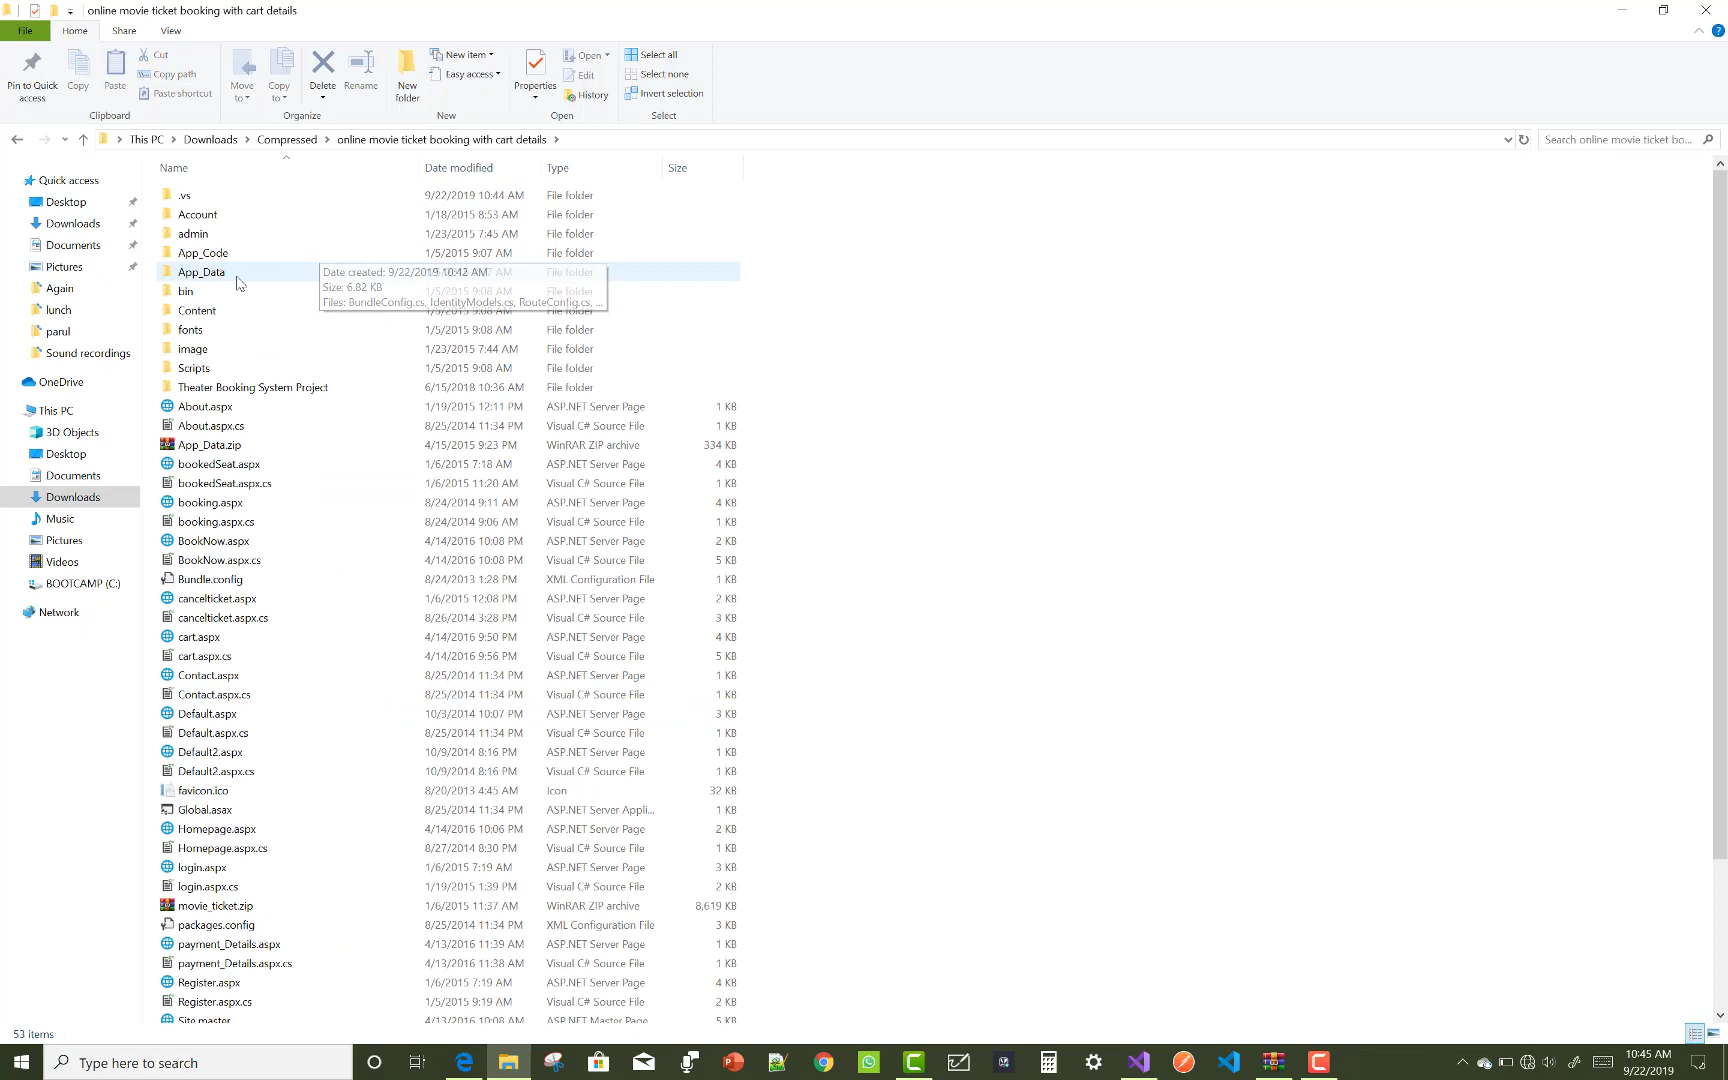 online movie ticket booking with cart details
File Home Share View
Pin to Quick access
Copy
Paste
Cut
Copy path
Paste shortcut
Clipboard
Move to
Copy to
Delete
Rename
Organize
New folder
New item
Easy access
New
Properties
Open
Edit
History
Open
Select all
Select none
Invert selection
Select
This PC > Downloads > Compressed > online movie ticket booking with cart details >
Search online movie ticket bo...
Name Date modified Type Size
Quick access
Desktop
Downloads
Documents
Pictures
Again
lunch
parul
Sound recordings
OneDrive
This PC
3D Objects
Desktop
Documents
Downloads
Music
Pictures
Videos
BOOTCAMP (C:)
Network
.vs 9/22/2019 10:44 AM File folder
Account 1/18/2015 8:53 AM File folder
admin 1/23/2015 7:45 AM File folder
App_Code 1/5/2015 9:07 AM File folder
App_Data
Date created: 9/22/2019 10:42 AM
Size: 6.82 KB
Files: BundleConfig.cs, IdentityModels.cs, RouteConfig.cs, ...
bin 1/5/2015 9:08 AM File folder
Content 1/5/2015 9:08 AM File folder
fonts 1/5/2015 9:08 AM File folder
image 1/23/2015 7:44 AM File folder
Scripts 1/5/2015 9:08 AM File folder
Theater Booking System Project 6/15/2018 10:36 AM File folder
About.aspx 1/19/2015 12:11 PM ASP.NET Server Page 1 KB
About.aspx.cs 8/25/2014 11:34 PM Visual C# Source File 1 KB
App_Data.zip 4/15/2015 9:23 PM WinRAR ZIP archive 334 KB
bookedSeat.aspx 1/6/2015 7:18 AM ASP.NET Server Page 4 KB
bookedSeat.aspx.cs 1/6/2015 11:20 AM Visual C# Source File 1 KB
booking.aspx 8/24/2014 9:11 AM ASP.NET Server Page 4 KB
booking.aspx.cs 8/24/2014 9:06 AM Visual C# Source File 1 KB
BookNow.aspx 4/14/2016 10:08 PM ASP.NET Server Page 2 KB
BookNow.aspx.cs 4/14/2016 10:08 PM Visual C# Source File 5 KB
Bundle.config 8/24/2013 1:28 PM XML Configuration File 1 KB
cancelticket.aspx 1/6/2015 12:08 PM ASP.NET Server Page 2 KB
cancelticket.aspx.cs 8/26/2014 3:28 PM Visual C# Source File 3 KB
cart.aspx 4/14/2016 9:50 PM ASP.NET Server Page 4 KB
cart.aspx.cs 4/14/2016 9:56 PM Visual C# Source File 5 KB
Contact.aspx 8/25/2014 11:34 PM ASP.NET Server Page 1 KB
Contact.aspx.cs 8/25/2014 11:34 PM Visual C# Source File 1 KB
Default.aspx 10/3/2014 10:07 PM ASP.NET Server Page 3 KB
Default.aspx.cs 8/25/2014 11:34 PM Visual C# Source File 1 KB
Default2.aspx 10/9/2014 8:16 PM ASP.NET Server Page 1 KB
Default2.aspx.cs 10/9/2014 8:16 PM Visual C# Source File 1 KB
favicon.ico 8/20/2013 4:45 AM Icon 32 KB
Global.asax 8/25/2014 11:34 PM ASP.NET Server Appli... 1 KB
Homepage.aspx 4/14/2016 10:06 PM ASP.NET Server Page 2 KB
Homepage.aspx.cs 8/27/2014 8:30 PM Visual C# Source File 1 KB
login.aspx 1/6/2015 7:19 AM ASP.NET Server Page 3 KB
login.aspx.cs 1/19/2015 1:39 PM Visual C# Source File 2 KB
movie_ticket.zip 1/6/2015 11:37 AM WinRAR ZIP archive 8,619 KB
packages.config 8/25/2014 11:34 PM XML Configuration File 3 KB
payment_Details.aspx 4/13/2016 11:39 AM ASP.NET Server Page 1 KB
payment_Details.aspx.cs 4/13/2016 11:38 AM Visual C# Source File 1 KB
Register.aspx 1/6/2015 7:19 AM ASP.NET Server Page 4 KB
Register.aspx.cs 1/5/2015 9:19 AM Visual C# Source File 2 KB
Site.master 4/13/2016 10:08 AM ASP.NET Master Page 5 KB
53 items
Type here to search
10:45 AM
9/22/2019